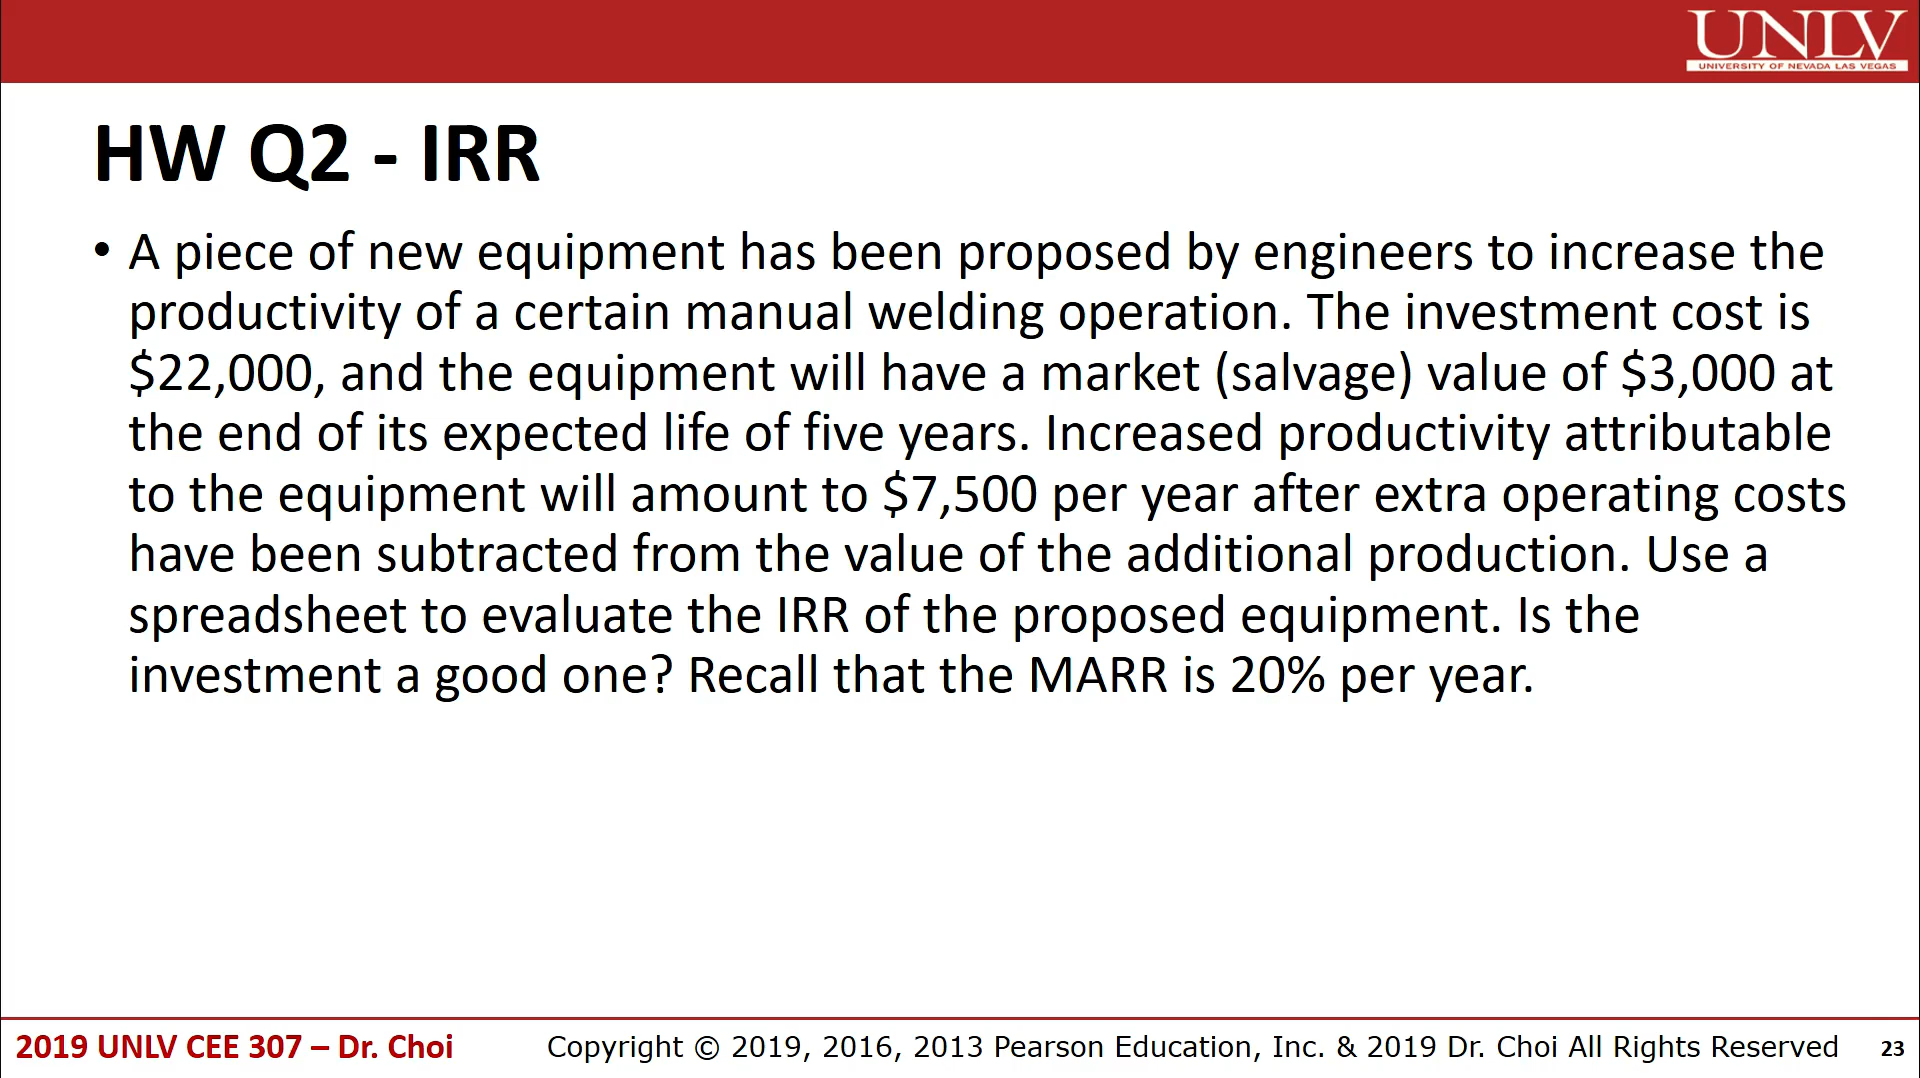 UNLV
UNIVERSITY OF NEVADA LAS VEGAS
HW Q2 - IRR
• A piece of new equipment has been proposed by engineers to increase the
productivity of a certain manual welding operation. The investment cost is
$22,000, and the equipment will have a market (salvage) value of $3,000 at
the end of its expected life of five years. Increased productivity attributable
to the equipment will amount to $7,500 per year after extra operating costs
have been subtracted from the value of the additional production. Use a
spreadsheet to evaluate the IRR of the proposed equipment. Is the
investment a good one? Recall that the MARR is 20% per year.
2019 UNLV CEE 307 – Dr. Choi
Copyright © 2019, 2016, 2013 Pearson Education, Inc. & 2019 Dr. Choi All Rights Reserved
23